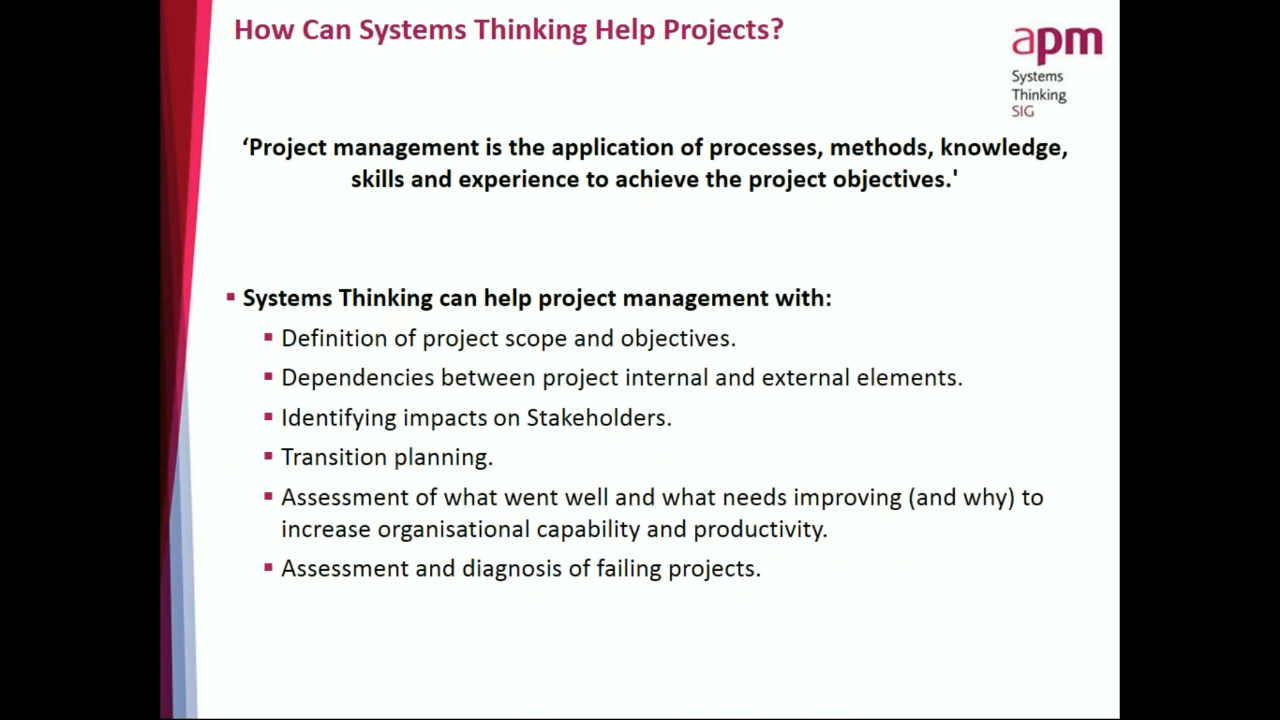 How Can Systems Thinking Help Projects?
apm
Systems
Thinking
SIG
‘Project management is the application of processes, methods, knowledge,
skills and experience to achieve the project objectives.'
▪ Systems Thinking can help project management with:
▪ Definition of project scope and objectives.
▪ Dependencies between project internal and external elements.
▪ Identifying impacts on Stakeholders.
▪ Transition planning.
▪ Assessment of what went well and what needs improving (and why) to
increase organisational capability and productivity.
▪ Assessment and diagnosis of failing projects.